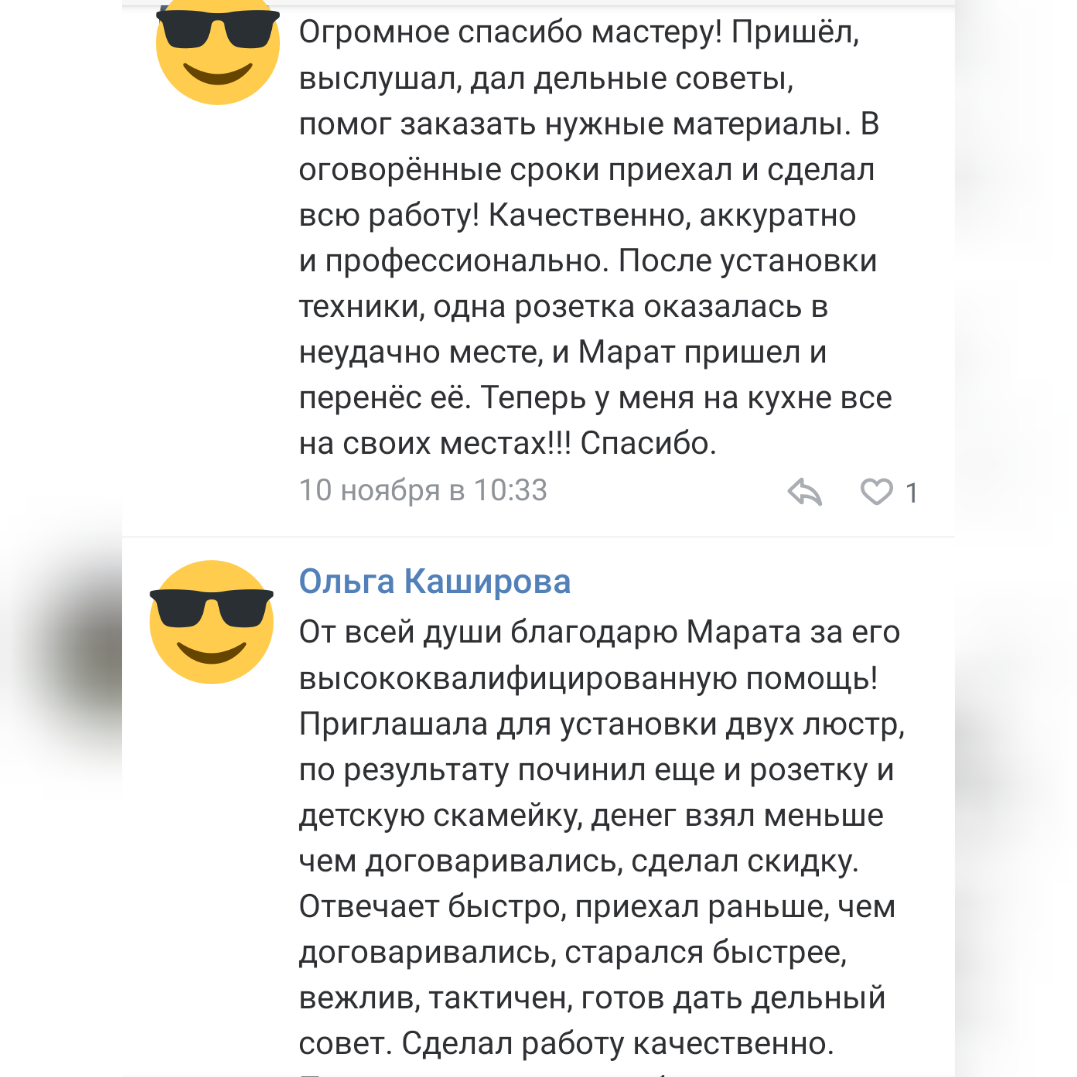 Огромное спасибо мастеру! Пришёл,
выслушал, дал дельные советы,
помог заказать нужные материалы. В
оговорённые сроки приехал и сделал
всю работу! Качественно, аккуратно
и профессионально. После установки
техники, одна розетка оказалась в
неудачно месте, и Марат пришел и
перенёс её. Теперь у меня на кухне все
на своих местах!!! Спасибо.
10 ноября в 10:33
1
Ольга Каширова
От всей души благодарю Марата за его
высококвалифицированную помощь!
Приглашала для установки двух люстр,
по результату починил еще и розетку и
детскую скамейку, денег взял меньше
чем договаривались, сделал скидку.
Отвечает быстро, приехал раньше, чем
договаривались, старался быстрее,
вежлив, тактичен, готов дать дельный
совет. Сделал работу качественно.